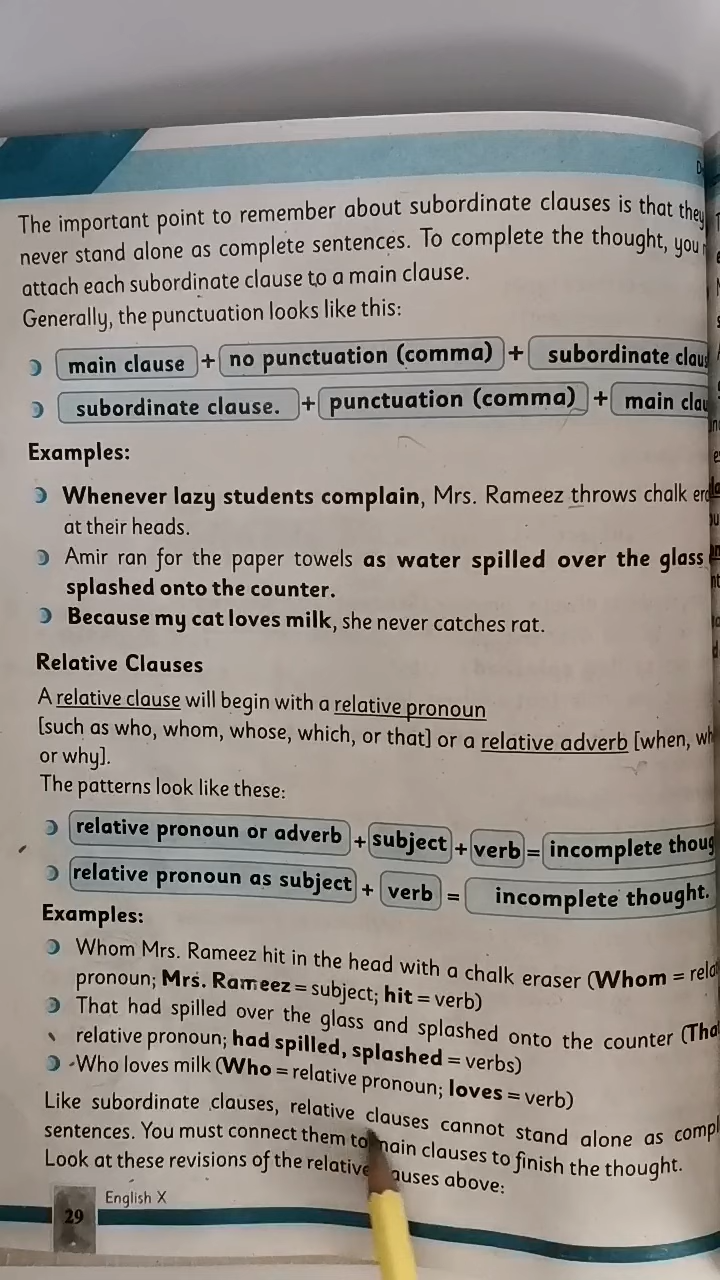 The important point to remember about subordinate clauses is that they
never stand alone as complete sentences. To complete the thought, you
attach each subordinate clause to a main clause.
Generally, the punctuation looks like this:
main clause + no punctuation (comma) + subordinate clau
subordinate clause. + punctuation (comma) + main clau
Examples:
Whenever lazy students complain, Mrs. Rameez throws chalk
at their heads.
Amir ran for the paper towels as water spilled over the glass
splashed onto the counter.
Because my cat loves milk, she never catches rat.
Relative Clauses
A relative clause will begin with a relative pronoun
[such as who, whom, whose, which, or that] or a relative adverb [when, wh
or why].
The patterns look like these:
relative pronoun or adverb + subject + verb = incomplete thoug
relative pronoun as subject + verb = incomplete thought.
Examples:
Whom Mrs. Rameez hit in the head with a chalk eraser (Whom = rela
pronoun; Mrs. Rameez = subject; hit = verb)
That had spilled over the glass and splashed onto the counter (Tha
relative pronoun; had spilled, splashed = verbs)
Who loves milk (Who = relative pronoun; loves = verb)
Like subordinate clauses, relative clauses cannot stand alone as compl
sentences. You must connect them to main clauses to finish the thought.
Look at these revisions of the relative clauses above:
English X
29